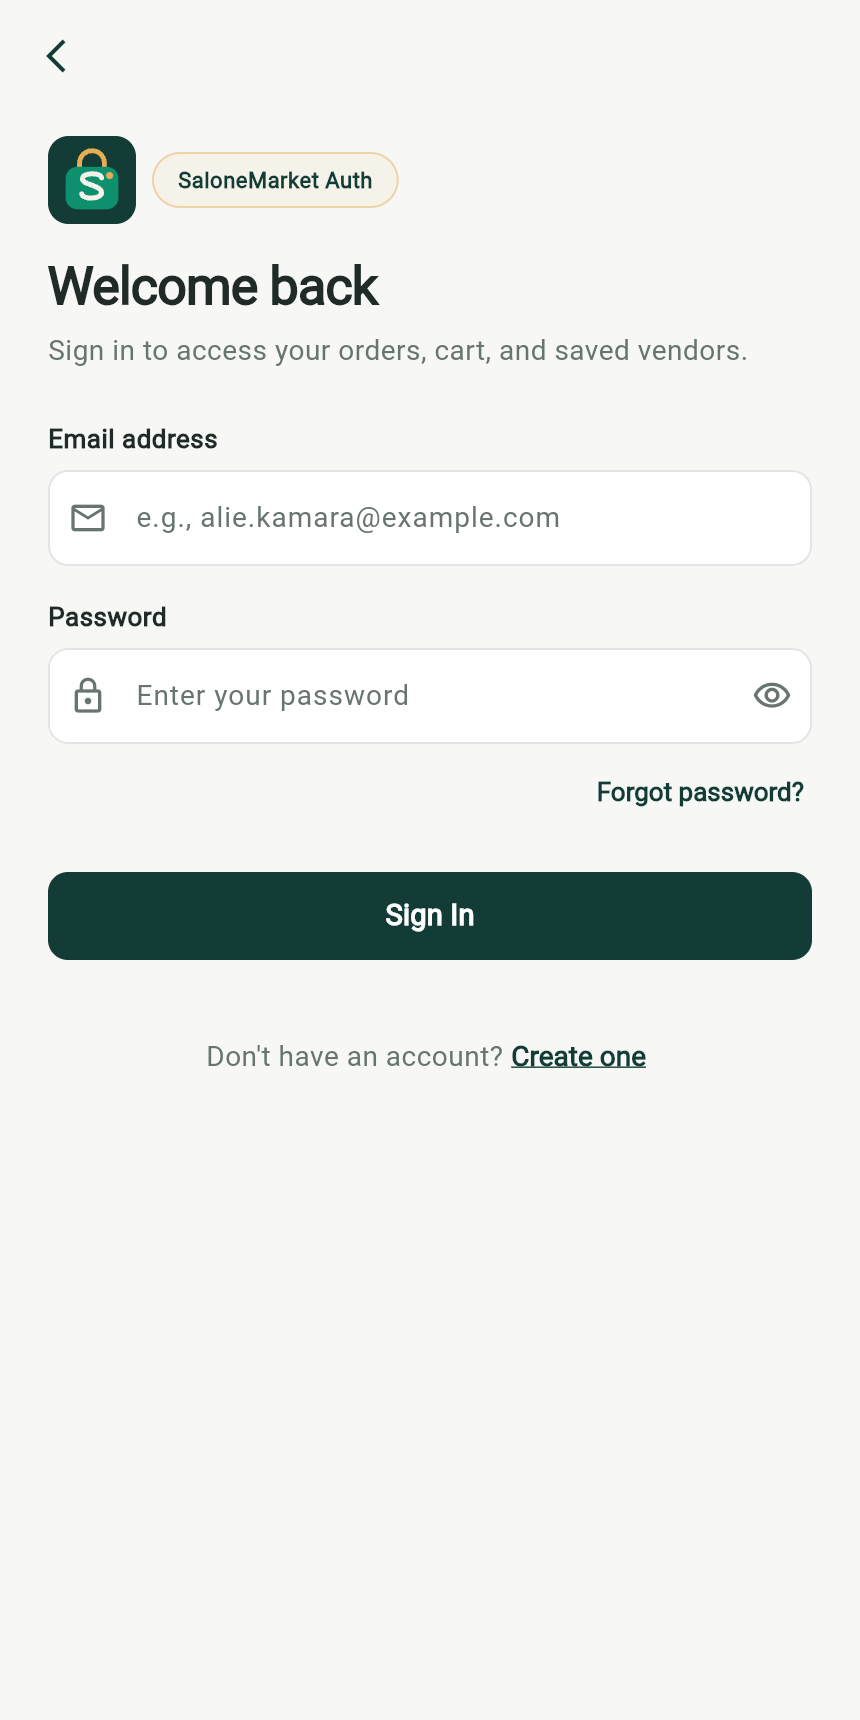 S
SaloneMarket Auth
Welcome back
Sign in to access your orders, cart, and saved vendors.
Email address
e.g., alie.kamara@example.com
Password
Enter your password
Forgot password?
Sign In
Don't have an account? Create one